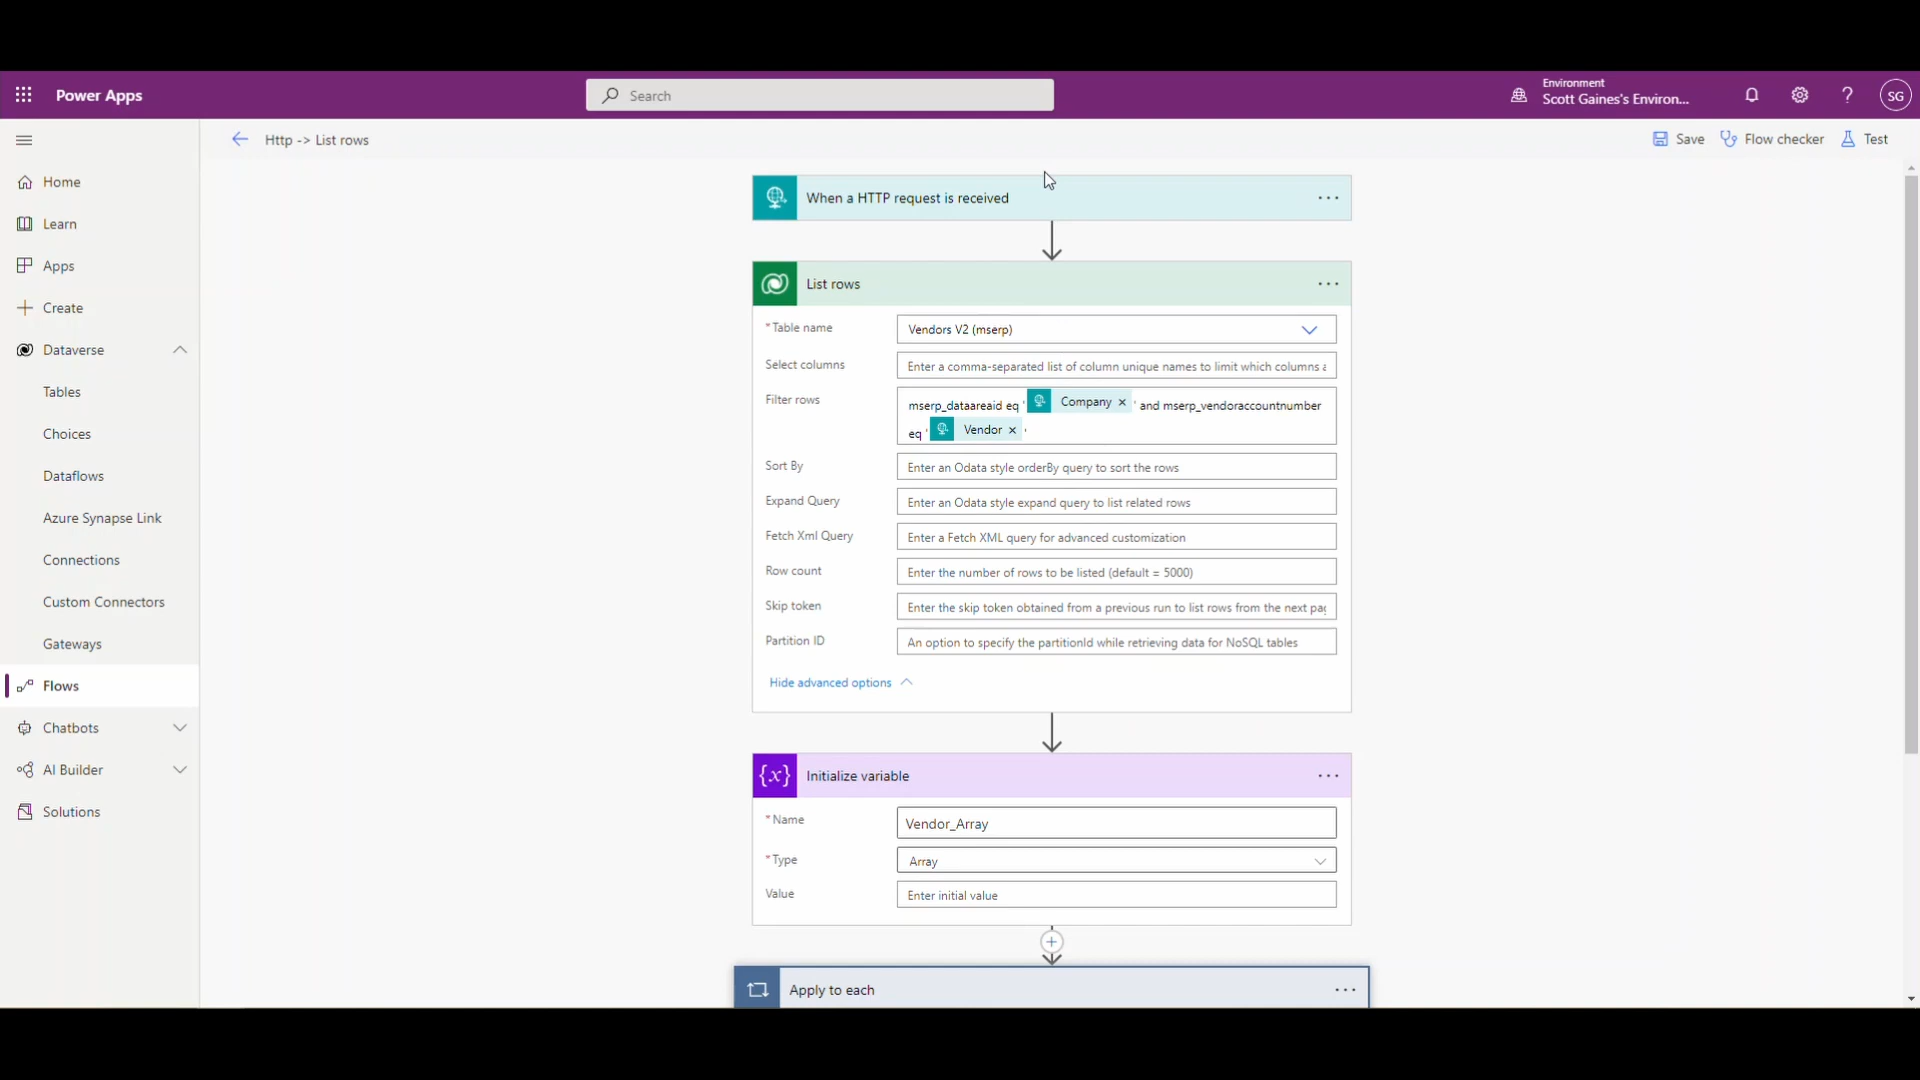 Power Apps
Search
Environment
Scott Gaines's Environ...
SG
Http -> List rows
Save
Flow checker
Test
Home
Learn
Apps
Create
Dataverse
Tables
Choices
Dataflows
Azure Synapse Link
Connections
Custom Connectors
Gateways
Flows
Chatbots
AI Builder
Solutions
When a HTTP request is received
List rows
*Table name
Vendors V2 (mserp)
Select columns
Enter a comma-separated list of column unique names to limit which columns a
Filter rows
mserp_dataareaid eq ' Company × ' and mserp_vendoraccountnumber
eq ' Vendor × '
Sort By
Enter an Odata style orderBy query to sort the rows
Expand Query
Enter an Odata style expand query to list related rows
Fetch Xml Query
Enter a Fetch XML query for advanced customization
Row count
Enter the number of rows to be listed (default = 5000)
Skip token
Enter the skip token obtained from a previous run to list rows from the next pag
Partition ID
An option to specify the partitionId while retrieving data for NoSQL tables
Hide advanced options
{x} Initialize variable
*Name
Vendor_Array
*Type
Array
Value
Enter initial value
Apply to each